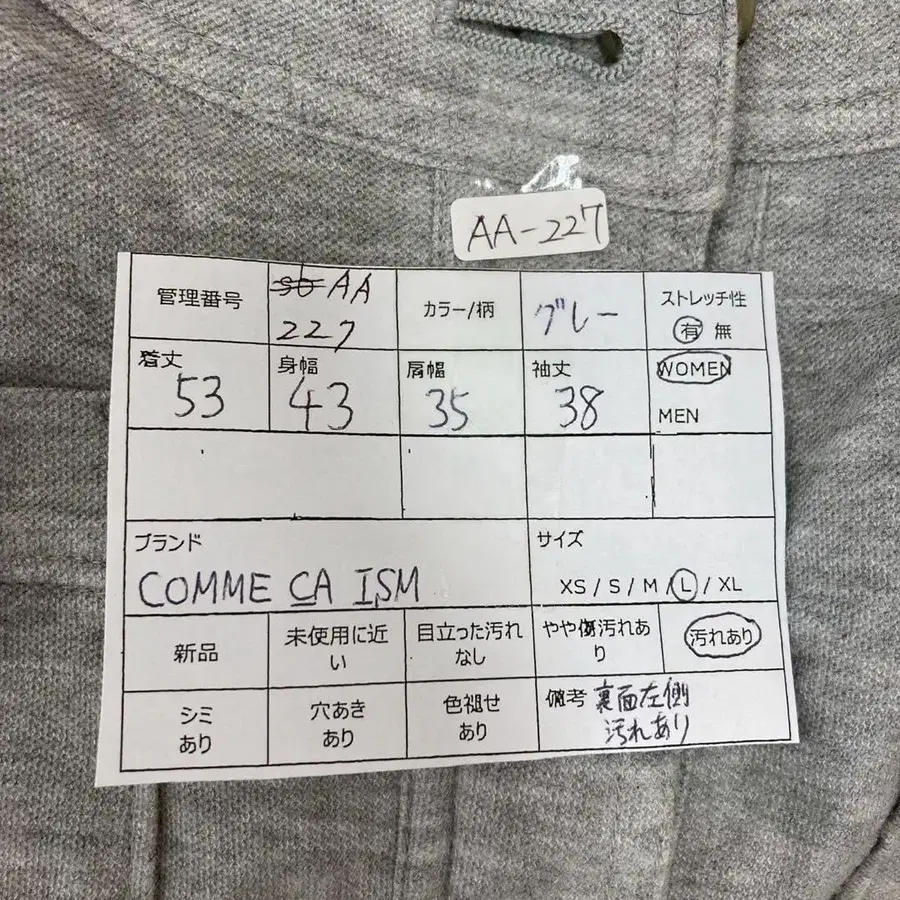 AA-227
管理番号
AA
227
カラー/柄
グレー
ストレッチ性
有 無
着丈
53
身幅
43
肩幅
35
袖丈
38
WOMEN
MEN
ブランド
COMME CA ISM
サイズ
XS / S / M / L / XL
新品
未使用に近
い
目立った汚れ
なし
やや傷汚れあ
り
汚れあり
シミ
あり
穴あき
あり
色褪せ
あり
備考 裏面左側
汚れあり